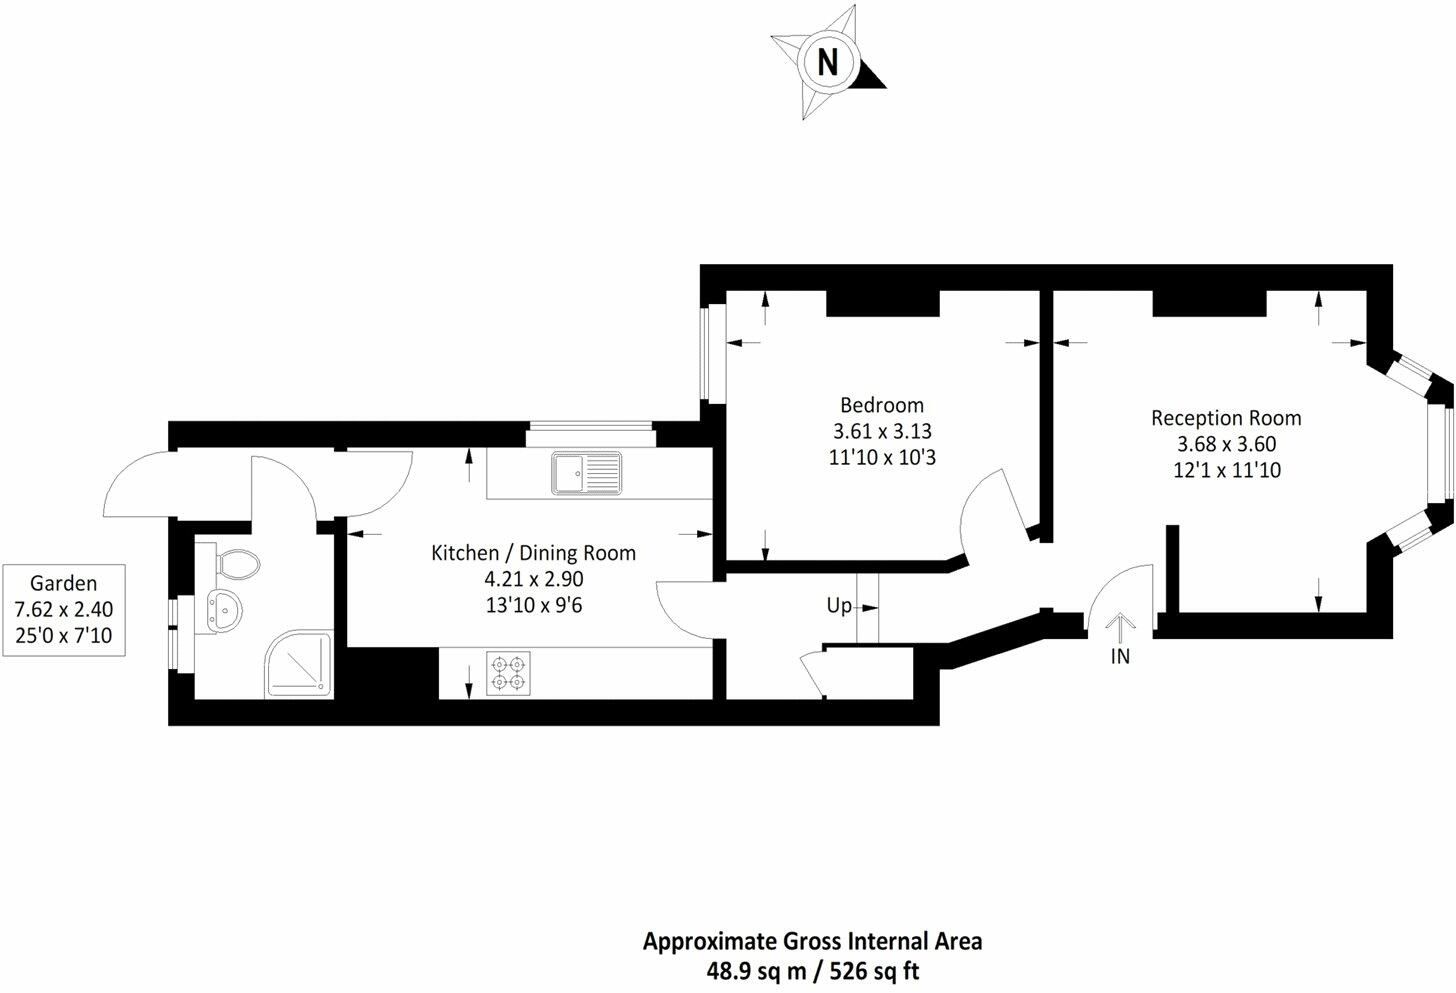 N
Bedroom
3.61 x 3.13
11'10 x 10'3
Reception Room
3.68 x 3.60
12'1 x 11'10
Kitchen / Dining Room
4.21 x 2.90
13'10 x 9'6
Garden
7.62 x 2.40
25'0 x 7'10
Up
IN
Approximate Gross Internal Area
48.9 sq m / 526 sq ft